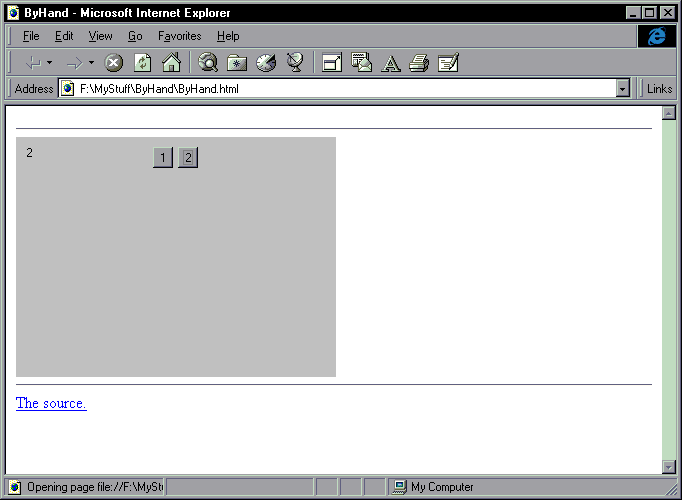 ByHand - Microsoft Internet Explorer
File Edit View Go Favorites Help
Address F:\MyStuff\ByHand\ByHand.html Links
2 1 2
The source.
Opening page file://F:\MySt My Computer